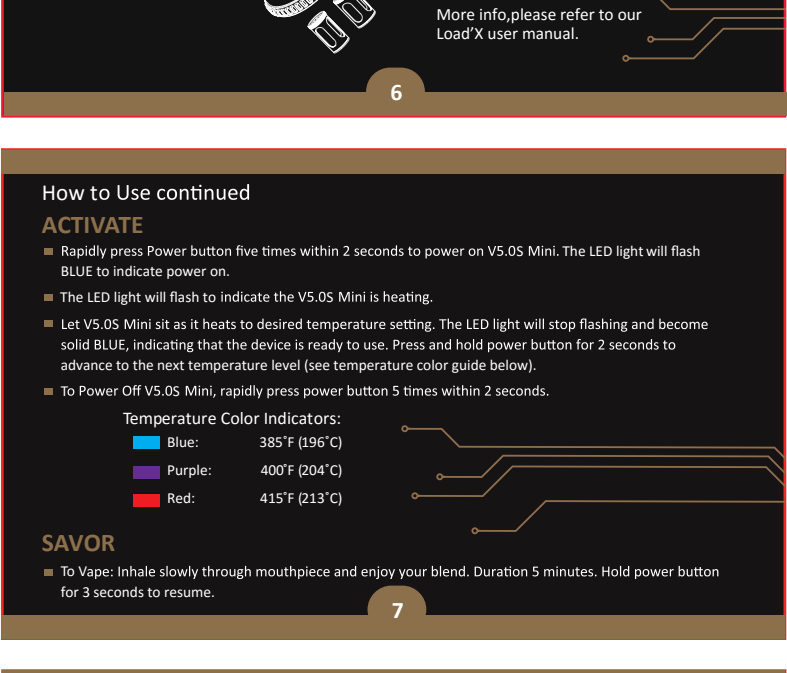 More info,please refer to our
Load'X user manual.
6
How to Use continued
ACTIVATE
Rapidly press Power button five times within 2 seconds to power on V5.0S Mini. The LED light will flash
BLUE to indicate power on.
The LED light will flash to indicate the V5.0S Mini is heating.
Let V5.0S Mini sit as it heats to desired temperature setting. The LED light will stop flashing and become
solid BLUE, indicating that the device is ready to use. Press and hold power button for 2 seconds to
advance to the next temperature level (see temperature color guide below).
To Power Off V5.0S Mini, rapidly press power button 5 times within 2 seconds.
Temperature Color Indicators:
Blue: 385˚F (196˚C)
Purple: 400˚F (204˚C)
Red: 415˚F (213˚C)
SAVOR
To Vape: Inhale slowly through mouthpiece and enjoy your blend. Duration 5 minutes. Hold power button
for 3 seconds to resume.
7